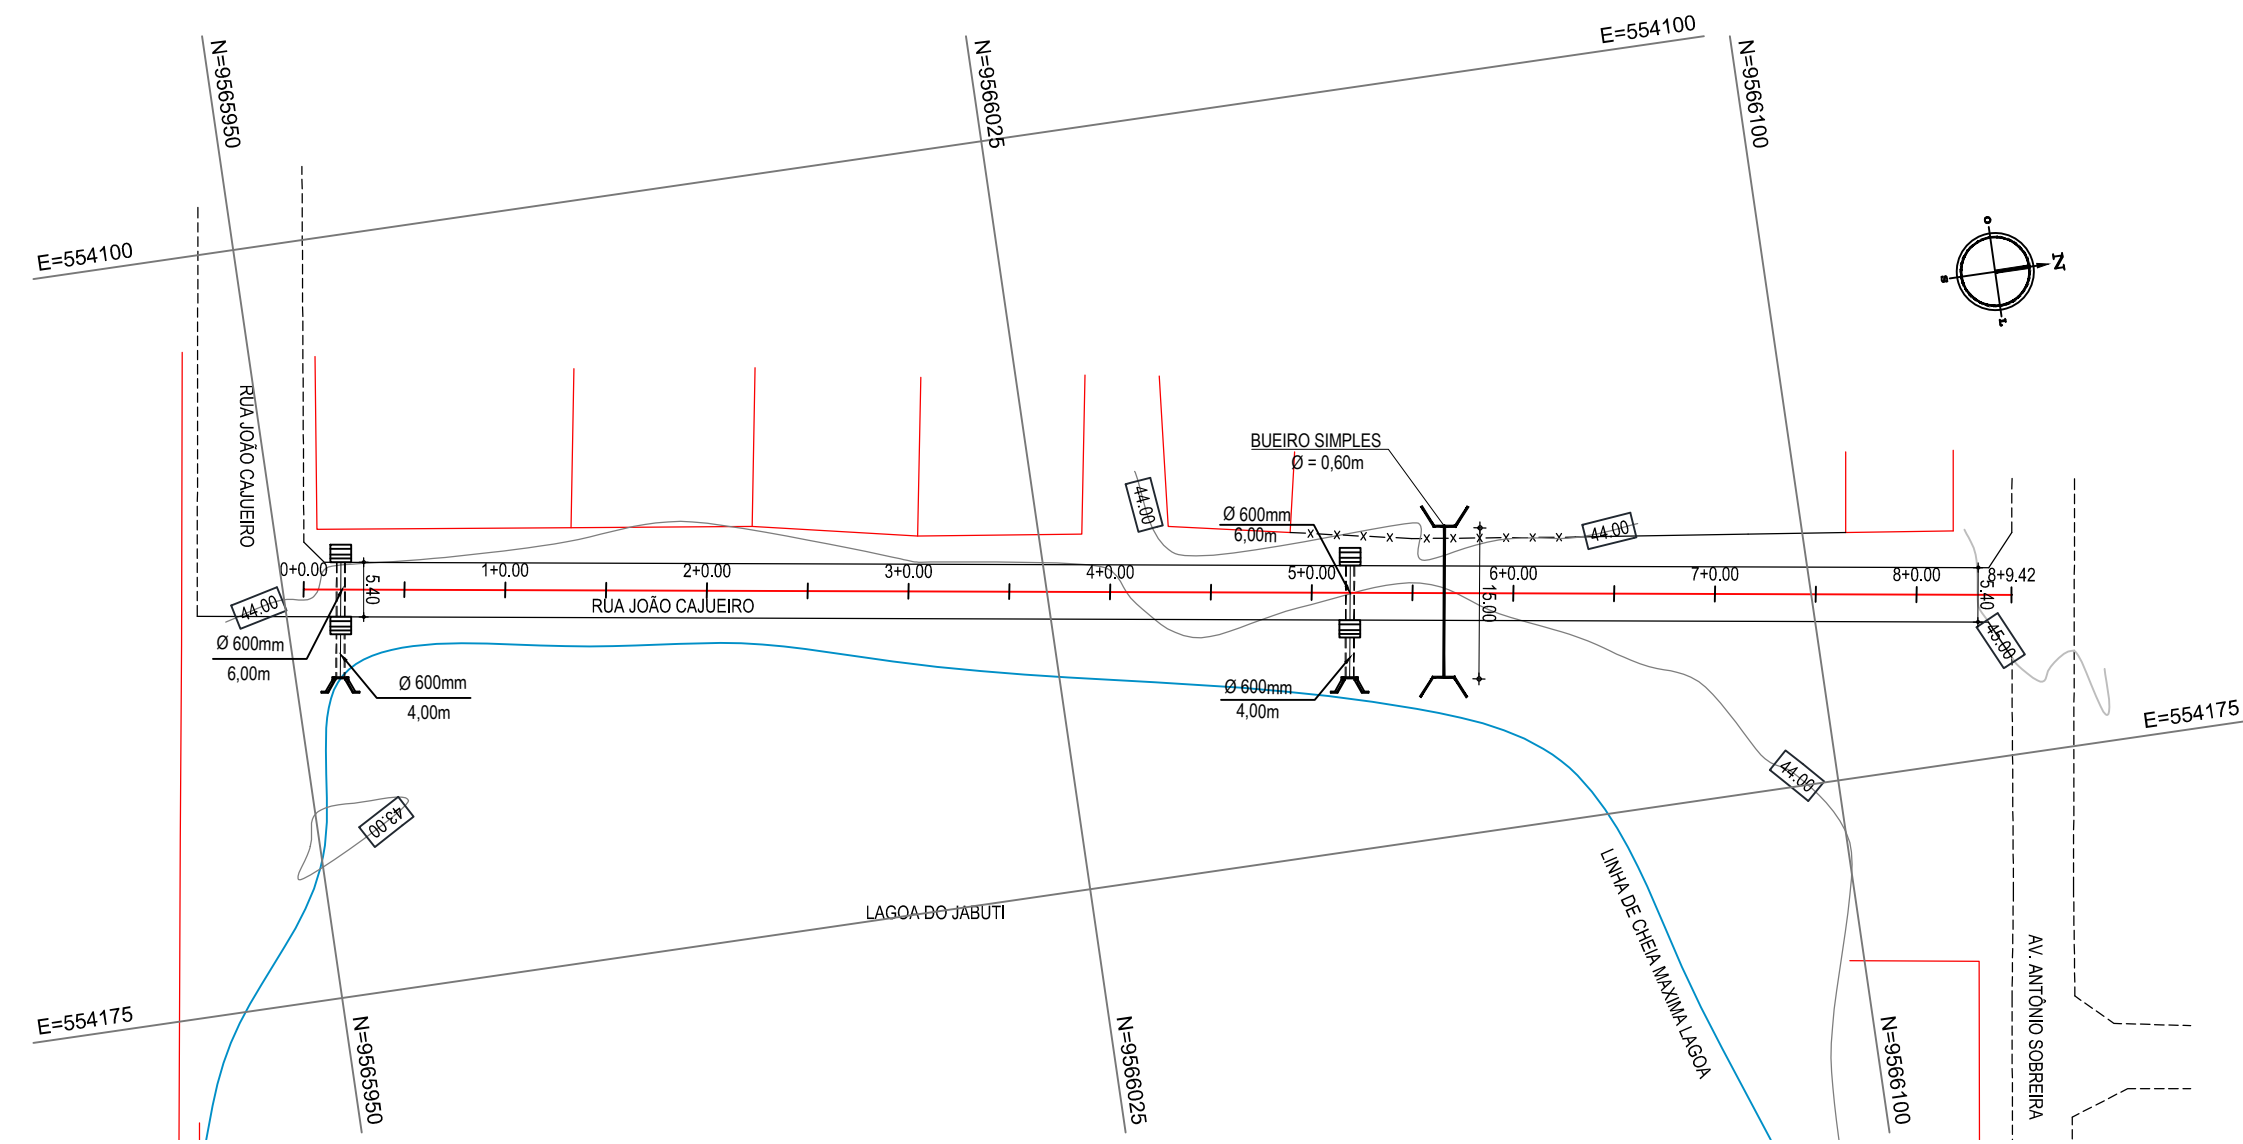 E=554100
N=9565950
N=9566025
N=9566100
E=554100
O
N
S
L
RUA JOÃO CAJUEIRO
BUEIRO SIMPLES
Ø = 0,60m
44.00
Ø 600mm
6,00m
44.00
0+0.00
1+0.00
2+0.00
3+0.00
4+0.00
5+0.00
6+0.00
7+0.00
8+0.00
8+9.42
5.40
15.00
5.40
44.00
RUA JOÃO CAJUEIRO
45.00
Ø 600mm
6,00m
Ø 600mm
4,00m
Ø 600mm
4,00m
E=554175
44.00
43.00
LINHA DE CHEIA MAXIMA LAGOA
LAGOA DO JABUTI
AV. ANTÔNIO SOBREIRA
E=554175
N=9565950
N=9566025
N=9566100